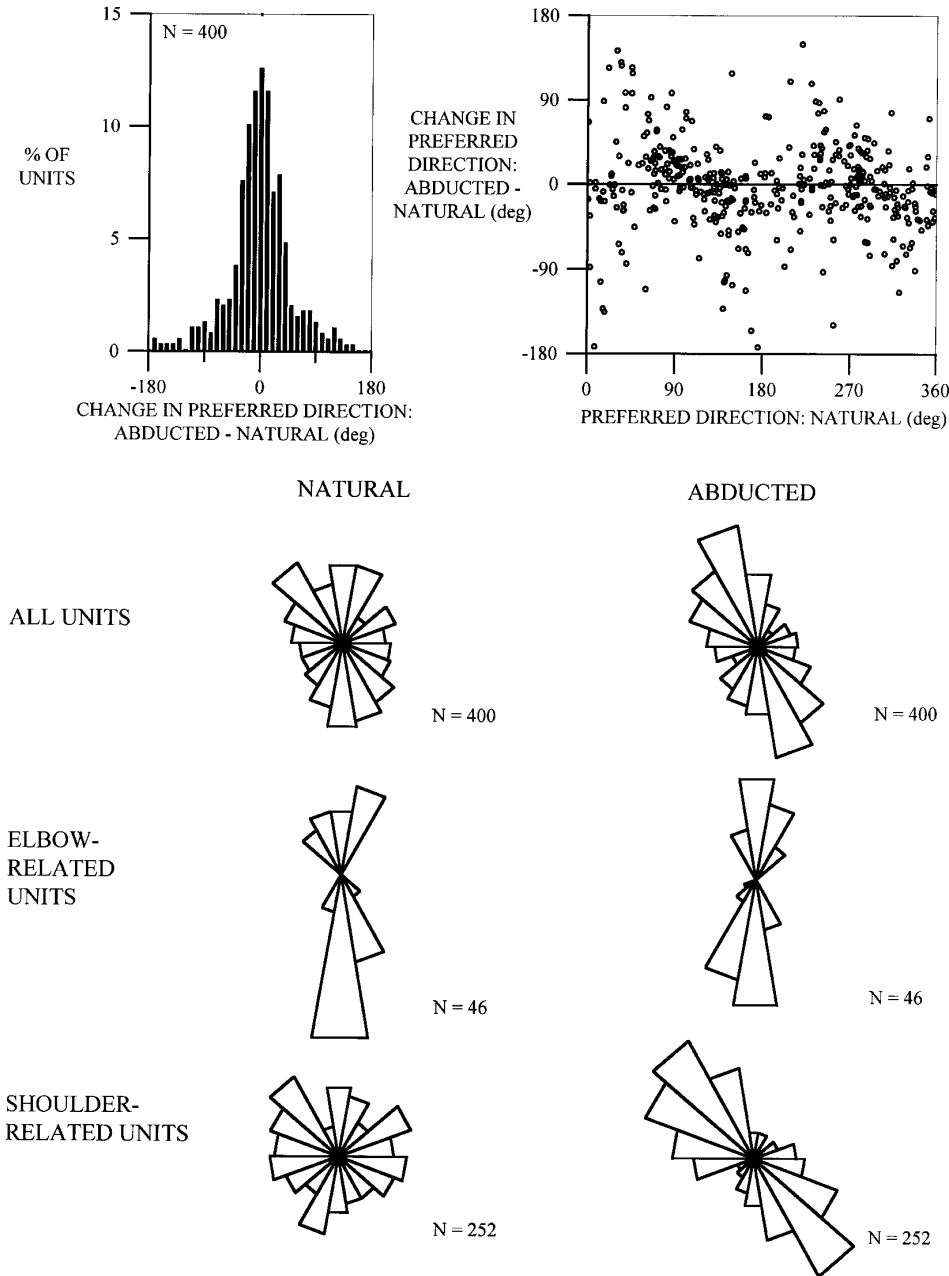 15
N = 400
10
% OF
UNITS
5
0
-180
0
180
CHANGE IN PREFERRED DIRECTION:
ABDUCTED - NATURAL (deg)
180
90
CHANGE IN
PREFERRED
DIRECTION:
ABDUCTED -
NATURAL (deg)
0
-90
-180
0
90
180
270
360
PREFERRED DIRECTION: NATURAL (deg)
NATURAL
ABDUCTED
ALL UNITS
N = 400
N = 400
ELBOW-
RELATED
UNITS
N = 46
N = 46
SHOULDER-
RELATED UNITS
N = 252
N = 252